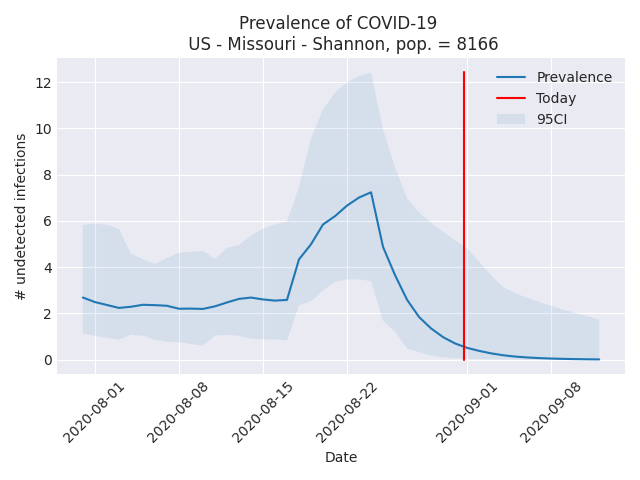 Prevalence of COVID-19
US - Missouri - Shannon, pop. = 8166
Prevalence
Today
95CI
# undetected infections
12
10
8
6
4
2
0
2020-08-01
2020-08-08
2020-08-15
2020-08-22
2020-09-01
2020-09-08
Date